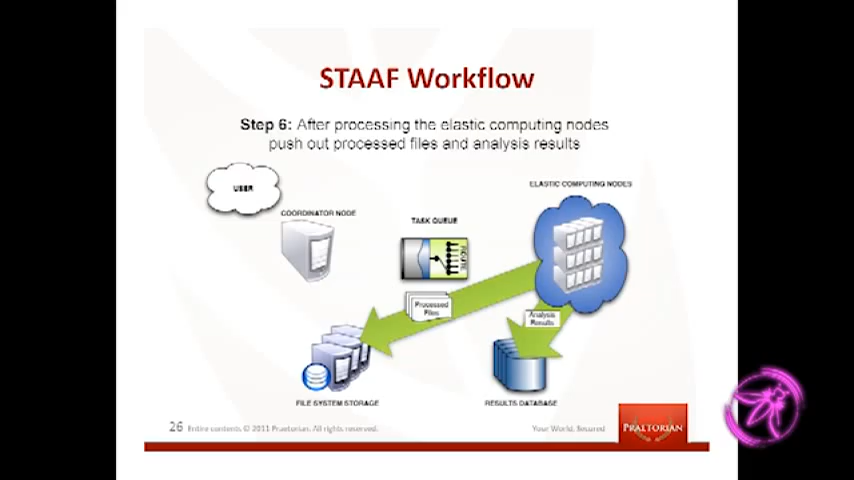 STAAF Workflow
Step 6: After processing the elastic computing nodes
push out processed files and analysis results
USER
COORDINATOR NODE
TASK QUEUE
ELASTIC COMPUTING NODES
ROUTE
Processed
Files
Analysis
Results
FILE SYSTEM STORAGE
RESULTS DATABASE
26 Entire contents © 2011 Praetorian. All rights reserved.
Your World, Secured
PRAETORIAN